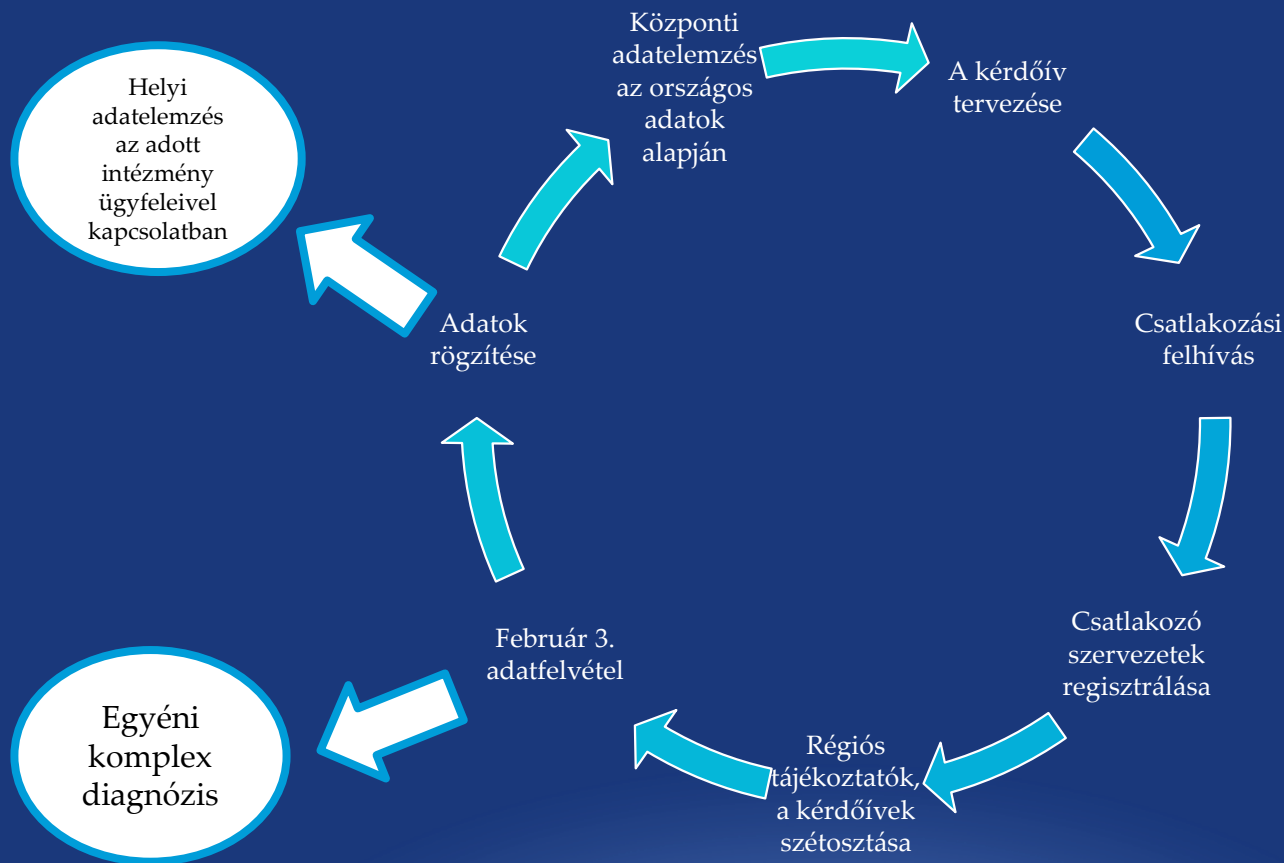 Központi
adatelemzés
az országos
adatok
alapján
A kérdőív
tervezése
Csatlakozási
felhívás
Csatlakozó
szervezetek
regisztrálása
Régiós
tájékoztatók,
a kérdőívek
szétosztása
Február 3.
adatfelvétel
Adatok
rögzítése
Helyi
adatelemzés
az adott
intézmény
ügyfeleivel
kapcsolatban
Egyéni
komplex
diagnózis